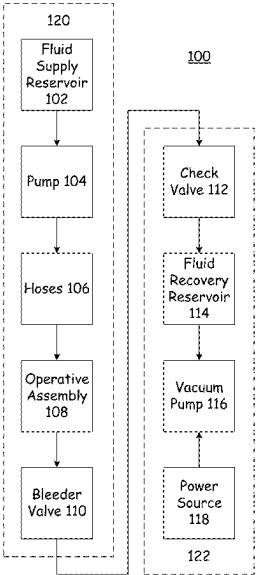 120
Fluid
Supply
Reservoir
102
Pump 104
Hoses 106
Operative
Assembly
108
Bleeder
Valve 110
100
Check
Valve 112
Fluid
Recovery
Reservoir
114
Vacuum
Pump 116
Power
Source
118
122